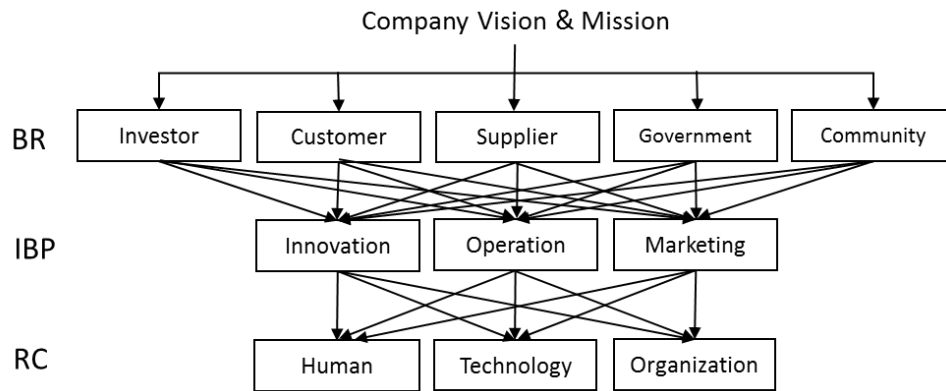 Company Vision & Mission
BR
Investor
Customer
Supplier
Government
Community
IBP
Innovation
Operation
Marketing
RC
Human
Technology
Organization